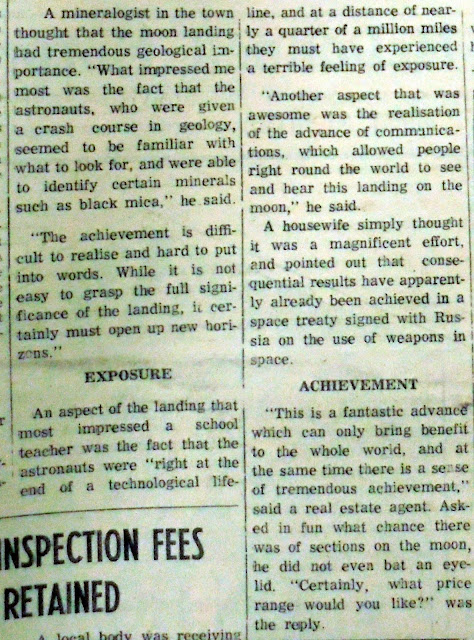 A mineralogist in the town
thought that the moon landing
had tremendous geological im-
portance. "What impressed me
most was the fact that the
astronauts, who were given
a crash course in geology,
seemed to be familiar with
what to look for, and were able
to identify certain minerals
such as black mica," he said.
"The achievement is diffi-
cult to realise and hard to put
into words. While it is not
easy to grasp the full signi-
ficance of the landing, it cer-
tainly must open up new hori-
zons."
EXPOSURE
An aspect of the landing that
most impressed a school
teacher was the fact that the
astronauts were "right at the
end of a technological life-
line, and at a distance of near-
ly a quarter of a million miles
they must have experienced
a terrible feeling of exposure.
"Another aspect that was
awesome was the realisation
of the advance of communica-
tions, which allowed people
right round the world to see
and hear this landing on the
moon," he said.
A housewife simply thought
it was a magnificent effort,
and pointed out that conse-
quential results have apparent-
ly already been achieved in a
space treaty signed with Rus-
sia on the use of weapons in
space.
ACHIEVEMENT
"This is a fantastic advance
which can only bring benefit
to the whole world, and at
the same time there is a sense
of tremendous achievement,"
said a real estate agent. Ask-
ed in fun what chance there
was of sections on the moon,
he did not even bat an eye-
lid. "Certainly, what price
range would you like?" was
the reply.
INSPECTION FEES
RETAINED
A local body was receiving